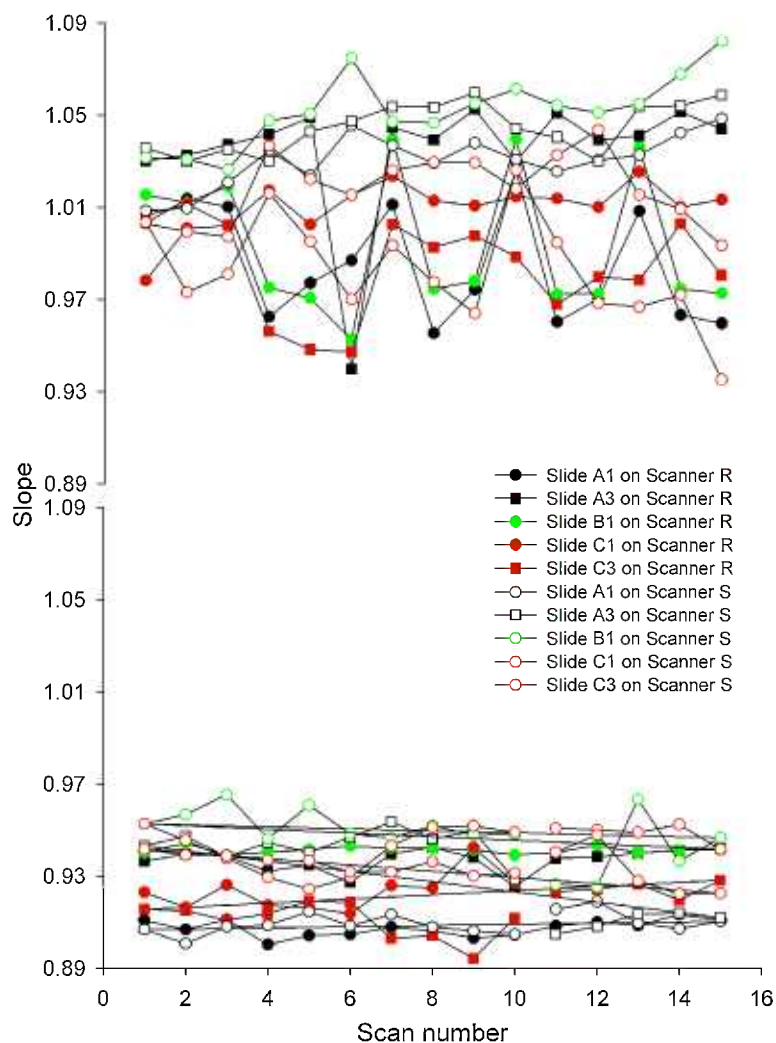 1.09
1.05
1.01
0.97
0.93
0.89
Slope
1.09
1.05
1.01
0.97
0.93
0.89
Slide A1 on Scanner R
Slide A3 on Scanner R
Slide B1 on Scanner R
Slide C1 on Scanner R
Slide C3 on Scanner R
Slide A1 on Scanner S
Slide A3 on Scanner S
Slide B1 on Scanner S
Slide C1 on Scanner S
Slide C3 on Scanner S
0 2 4 6 8 10 12 14 16
Scan number